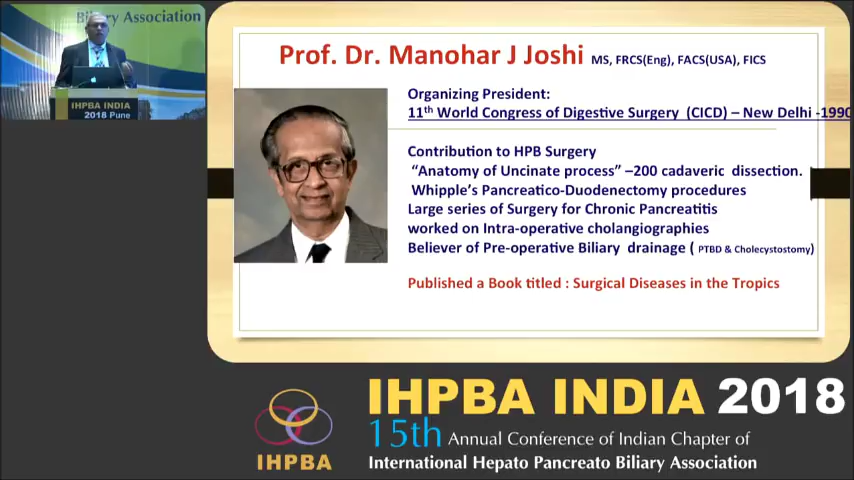 Biliary Association
IHPBA INDIA
2018 Pune
Prof. Dr. Manohar J Joshi MS, FRCS(Eng), FACS(USA), FICS
Organizing President:
11th World Congress of Digestive Surgery (CICD) – New Delhi -1990
Contribution to HPB Surgery
“Anatomy of Uncinate process” –200 cadaveric dissection.
Whipple’s Pancreatico-Duodenectomy procedures
Large series of Surgery for Chronic Pancreatitis
worked on Intra-operative cholangiographies
Believer of Pre-operative Biliary drainage ( PTBD & Cholecystostomy)
Published a Book titled : Surgical Diseases in the Tropics
IHPBA
IHPBA INDIA 2018
15th Annual Conference of Indian Chapter of
International Hepato Pancreato Biliary Association